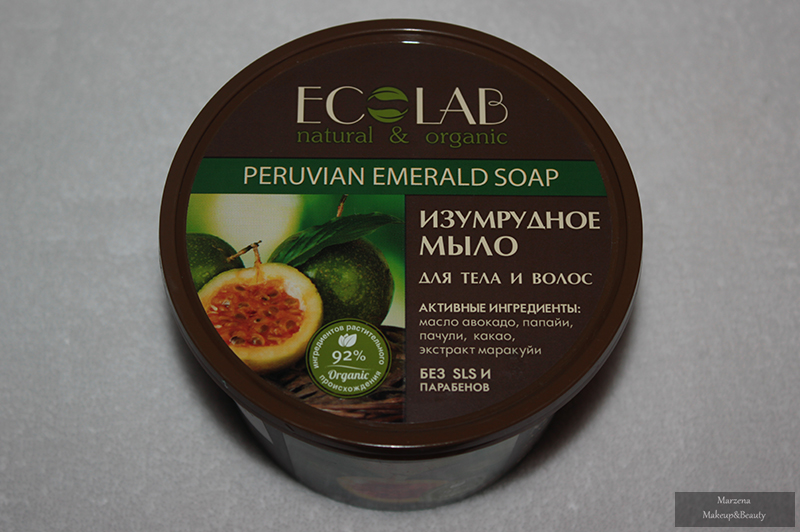 ECOLAB
natural & organic
PERUVIAN EMERALD SOAP
ИЗУМРУДНОЕ
МЫЛО
ДЛЯ ТЕЛА И ВОЛОС
АКТИВНЫЕ ИНГРЕДИЕНТЫ:
масло авокадо, папайи,
пачули, какао,
экстракт маракуйи
БЕЗ SLS И
ПАРАБЕНОВ
ингредиентов растительного
92%
Organic
происхождения
Marzena
Makeup&Beauty